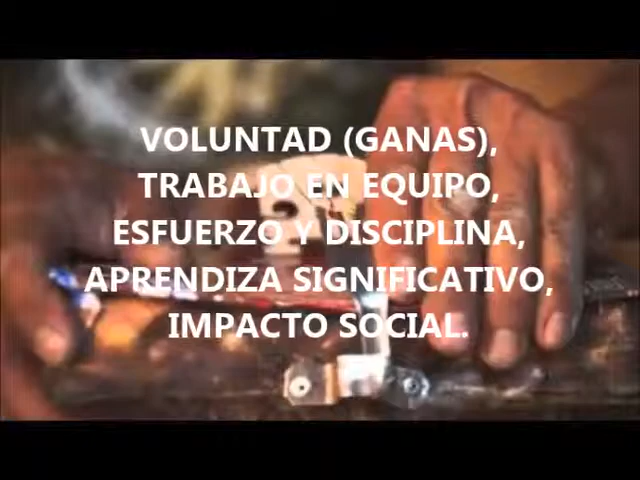 VOLUNTAD (GANAS),
TRABAJO EN EQUIPO,
ESFUERZO Y DISCIPLINA,
APRENDIZA SIGNIFICATIVO,
IMPACTO SOCIAL.